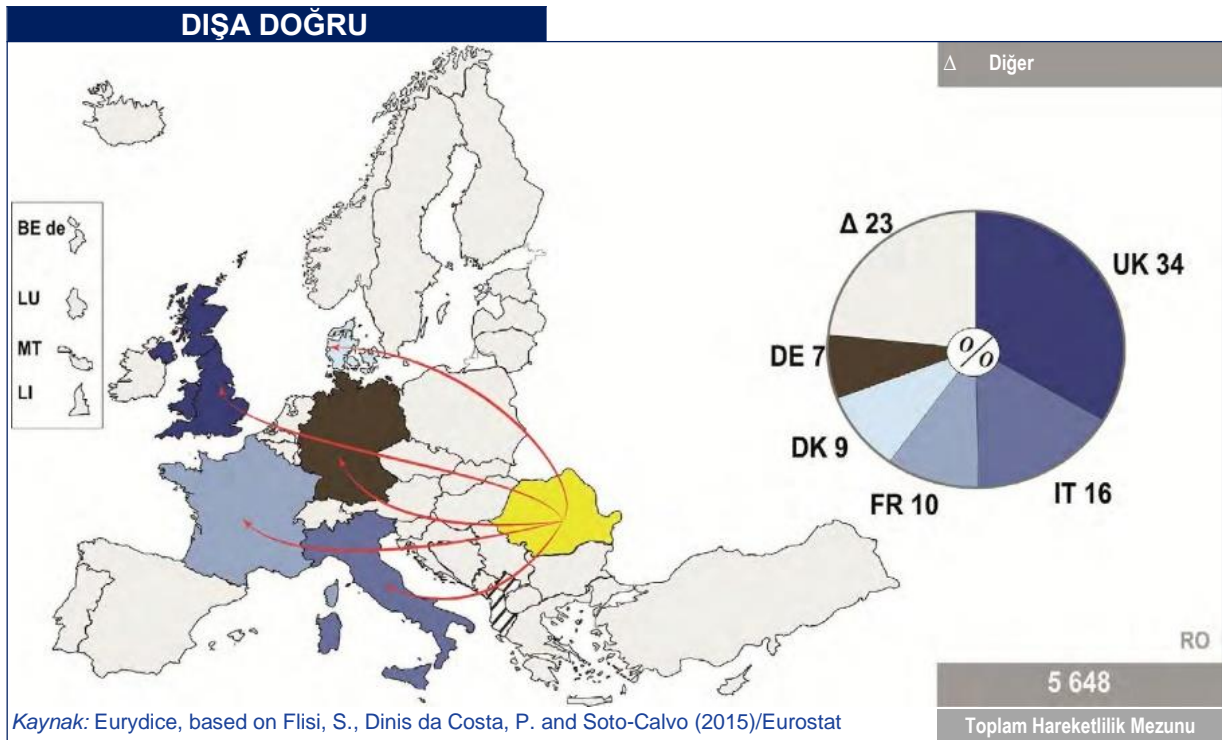 DIŞA DOĞRU
Δ Diğer
BE de
LU
MT
LI
Δ 23
UK 34
DE 7
%
DK 9
FR 10
IT 16
RO
5 648
Toplam Hareketlilik Mezunu
Kaynak: Eurydice, based on Flisi, S., Dinis da Costa, P. and Soto-Calvo (2015)/Eurostat